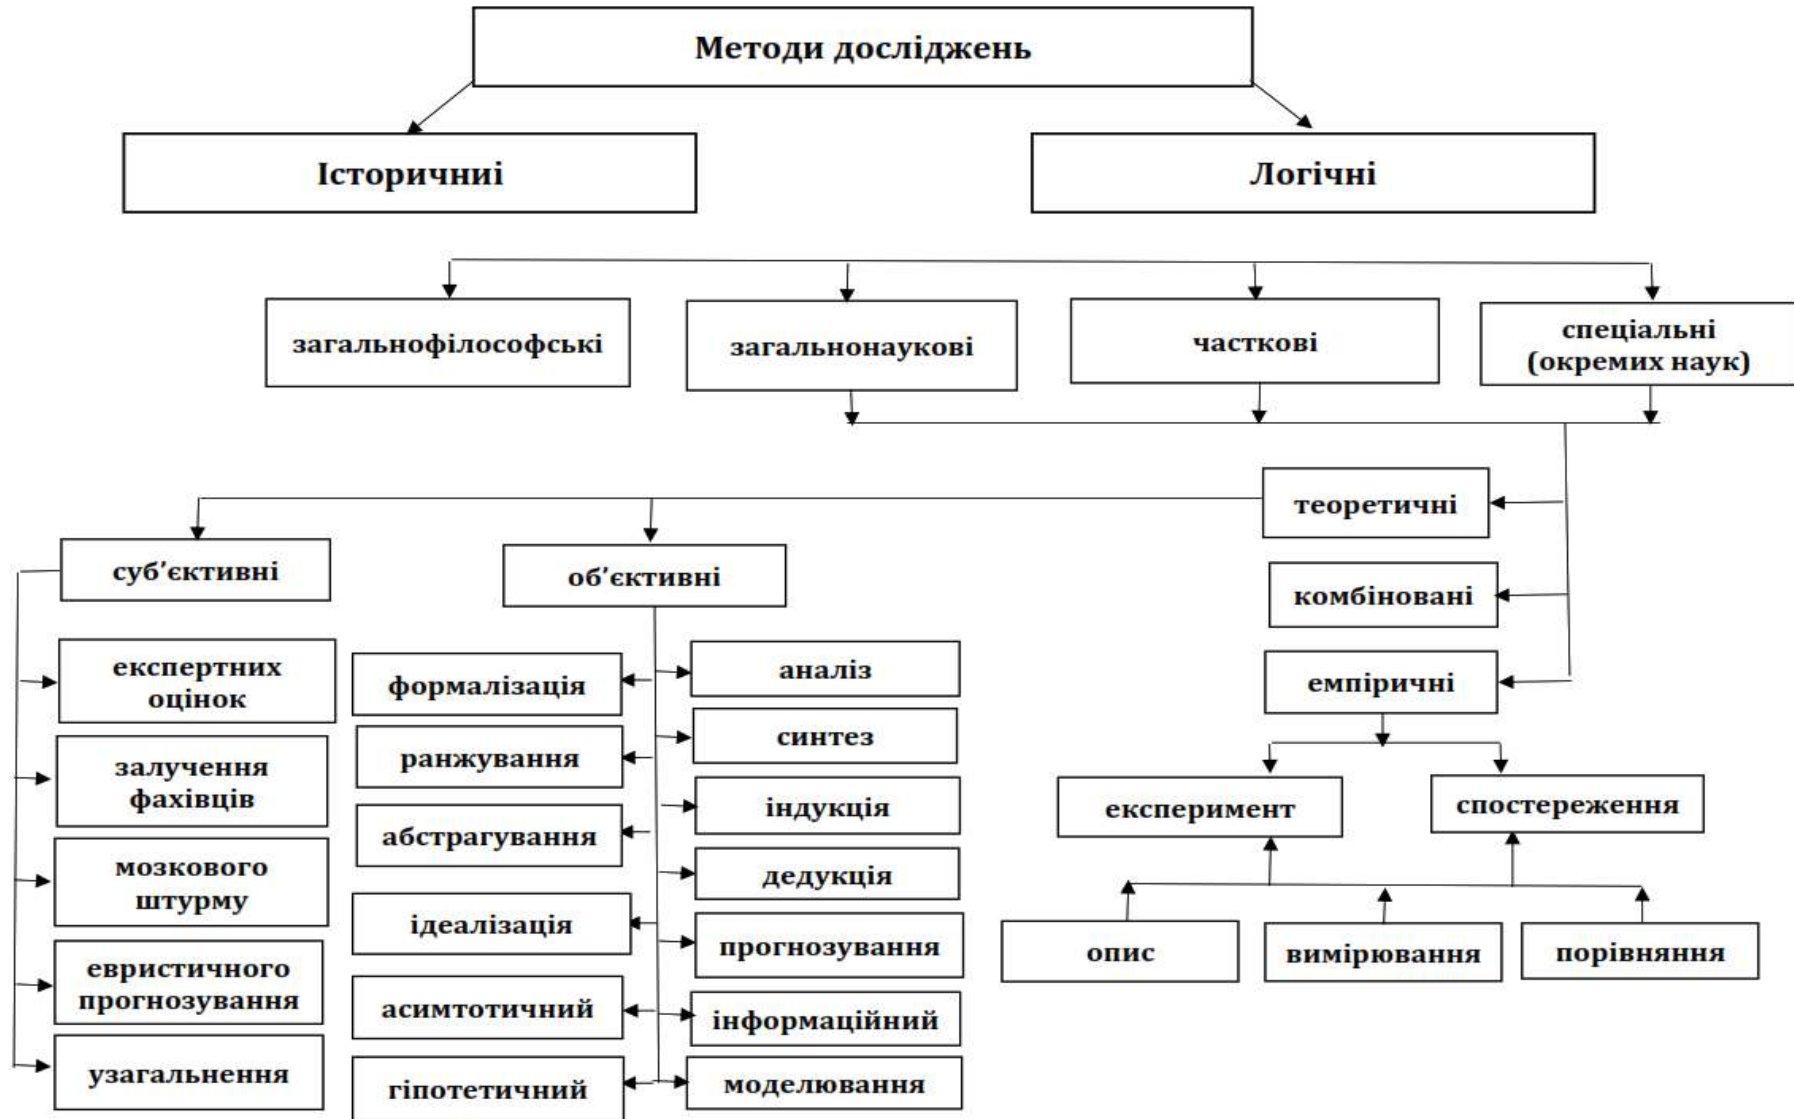 Методи досліджень
Історичниі
Логічні
загальнофілософські
загальнонаукові
часткові
спеціальні
(окремих наук)
теоретичні
комбіновані
емпіричні
суб’єктивні
об’єктивні
експертних
оцінок
залучення
фахівців
мозкового
штурму
евристичного
прогнозування
узагальнення
формалізація
ранжування
абстрагування
ідеалізація
асимтотичний
гіпотетичний
аналіз
синтез
індукція
дедукція
прогнозування
інформаційний
моделювання
експеримент
спостереження
опис
вимірювання
порівняння